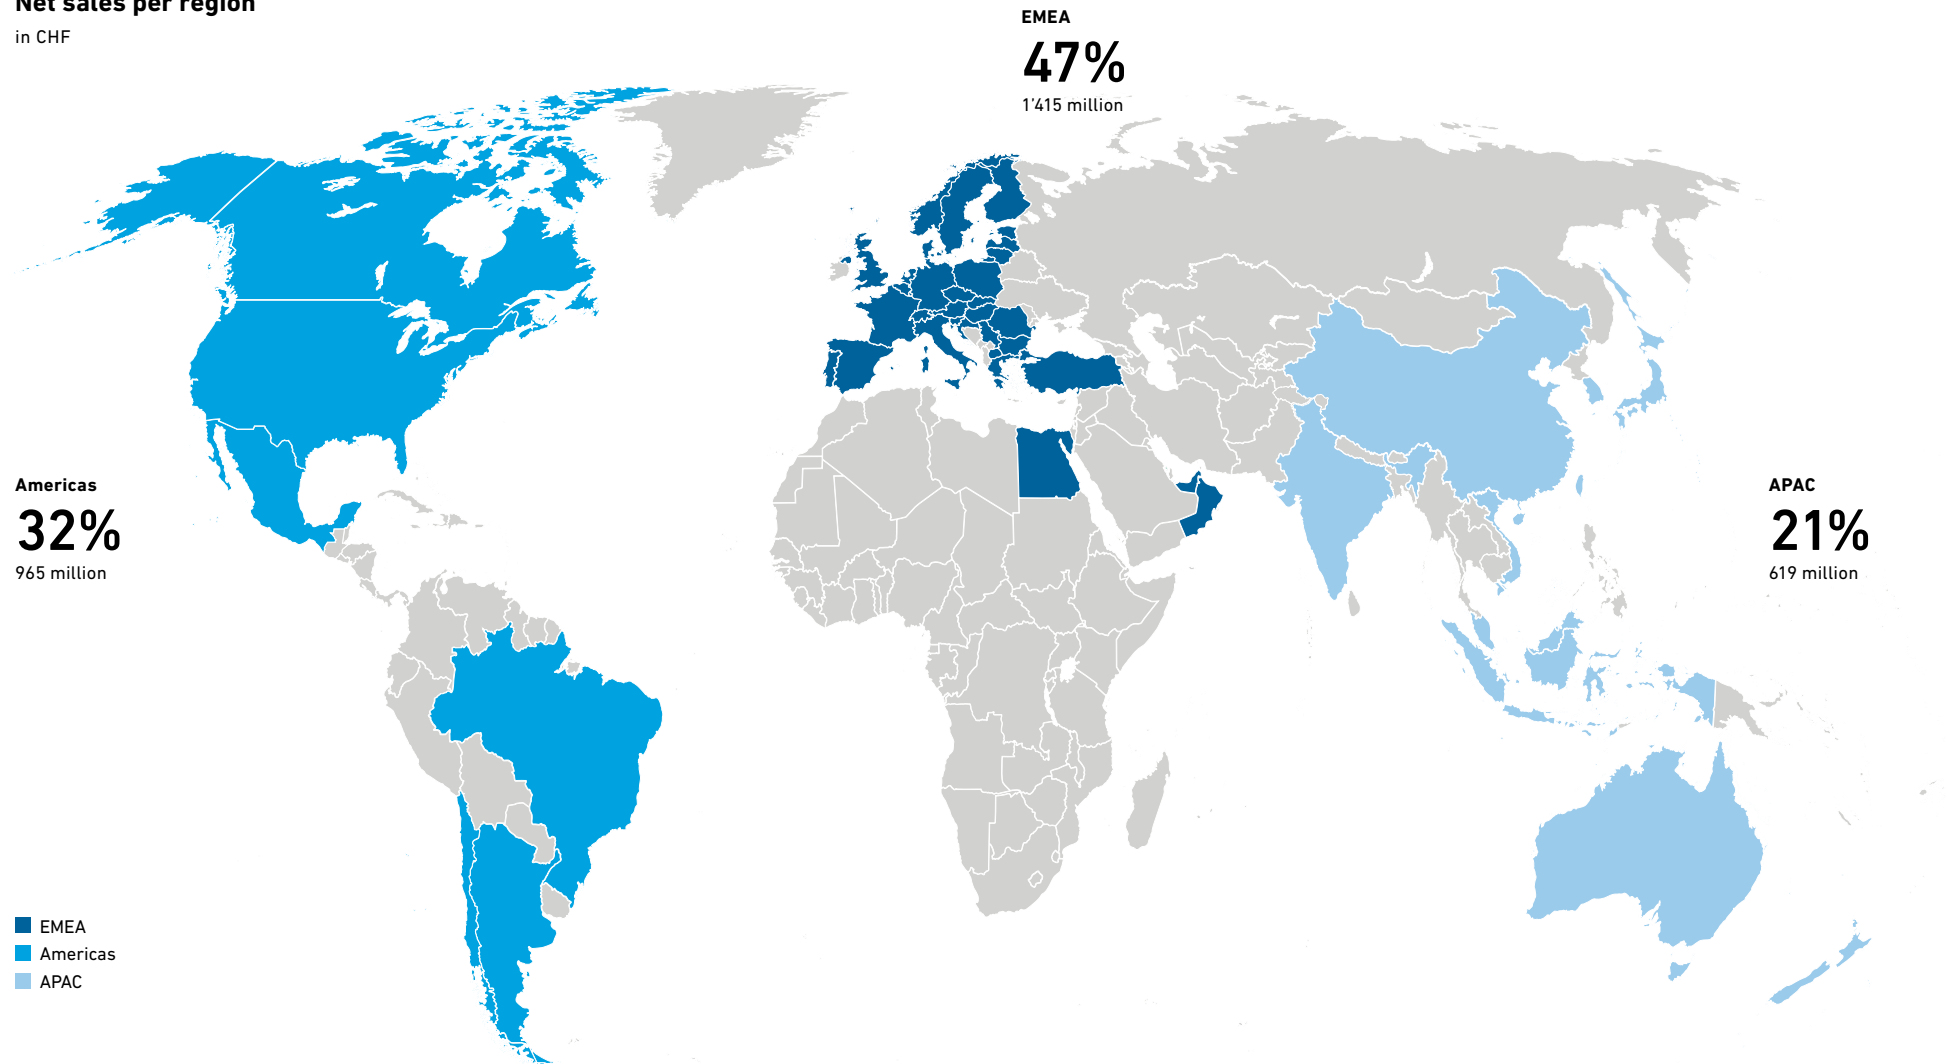 Net sales per region
in CHF
EMEA
47%
1'415 million
Americas
32%
965 million
APAC
21%
619 million
EMEA
Americas
APAC